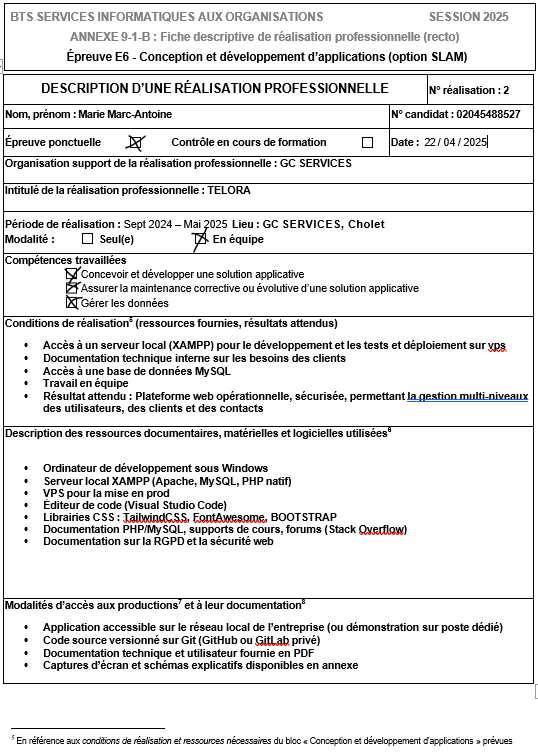 BTS SERVICES INFORMATIQUES AUX ORGANISATIONS SESSION 2025
ANNEXE 9-1-B : Fiche descriptive de réalisation professionnelle (recto)
Épreuve E6 - Conception et développement d’applications (option SLAM)
DESCRIPTION D’UNE RÉALISATION PROFESSIONNELLE N° réalisation : 2
Nom, prénom : Marie Marc-Antoine N° candidat : 02045488527
Épreuve ponctuelle ☒ Contrôle en cours de formation ☐ Date : 22 / 04 / 2025
Organisation support de la réalisation professionnelle : GC SERVICES
Intitulé de la réalisation professionnelle : TELORA
Période de réalisation : Sept 2024 – Mai 2025 Lieu : GC SERVICES, Cholet
Modalité : ☐ Seul(e) ☒ En équipe
Compétences travaillées
☒ Concevoir et développer une solution applicative
☒ Assurer la maintenance corrective ou évolutive d’une solution applicative
☒ Gérer les données
Conditions de réalisation⁶ (ressources fournies, résultats attendus)
• Accès à un serveur local (XAMPP) pour le développement et les tests et déploiement sur vps
• Documentation technique interne sur les besoins des clients
• Accès à une base de données MySQL
• Travail en équipe
• Résultat attendu : Plateforme web opérationnelle, sécurisée, permettant la gestion multi-niveaux
des utilisateurs, des clients et des contacts
Description des ressources documentaires, matérielles et logicielles utilisées⁶
• Ordinateur de développement sous Windows
• Serveur local XAMPP (Apache, MySQL, PHP natif)
• VPS pour la mise en prod
• Éditeur de code (Visual Studio Code)
• Librairies CSS : TailwindCSS, FontAwesome, BOOTSTRAP
• Documentation PHP/MySQL, supports de cours, forums (Stack Overflow)
• Documentation sur la RGPD et la sécurité web
Modalités d’accès aux productions⁷ et à leur documentation⁸
• Application accessible sur le réseau local de l’entreprise (ou démonstration sur poste dédié)
• Code source versionné sur Git (GitHub ou GitLab privé)
• Documentation technique et utilisateur fournie en PDF
• Captures d’écran et schémas explicatifs disponibles en annexe
⁵ En référence aux conditions de réalisation et ressources nécessaires du bloc « Conception et développement d’applications » prévues